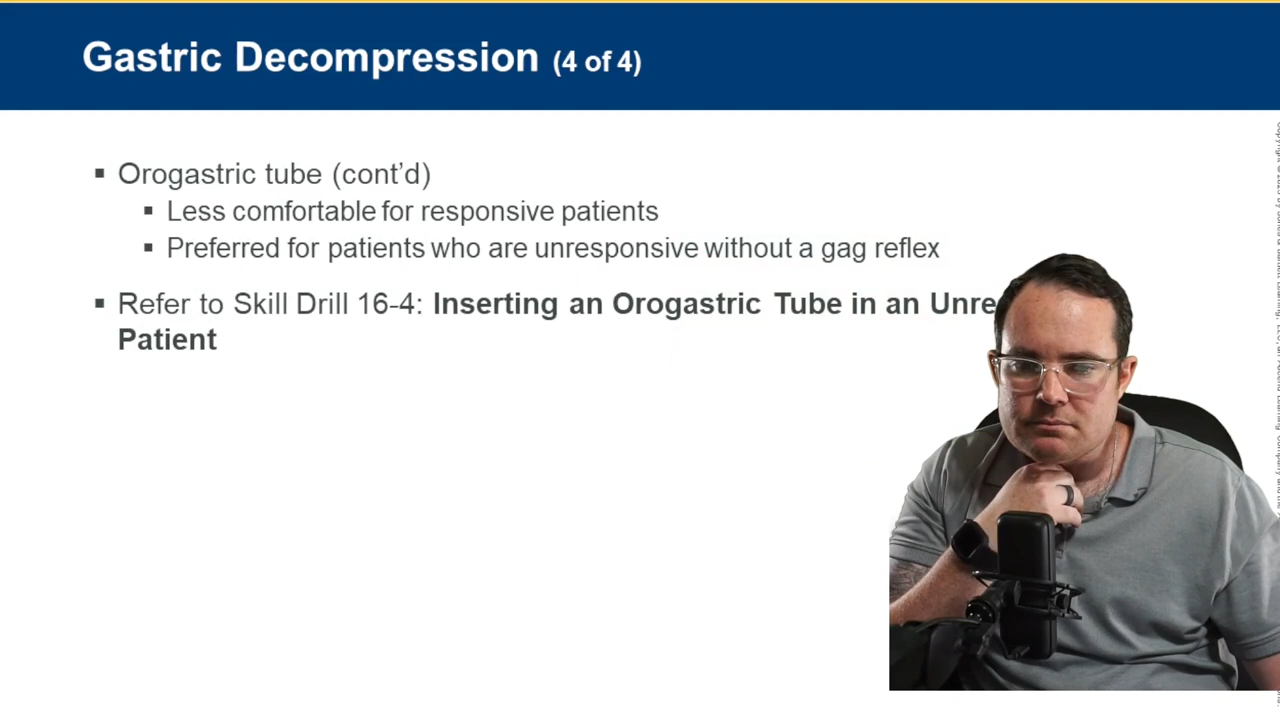 Gastric Decompression (4 of 4)
▪ Orogastric tube (cont’d)
▪ Less comfortable for responsive patients
▪ Preferred for patients who are unresponsive without a gag reflex
▪ Refer to Skill Drill 16-4: Inserting an Orogastric Tube in an
Patient